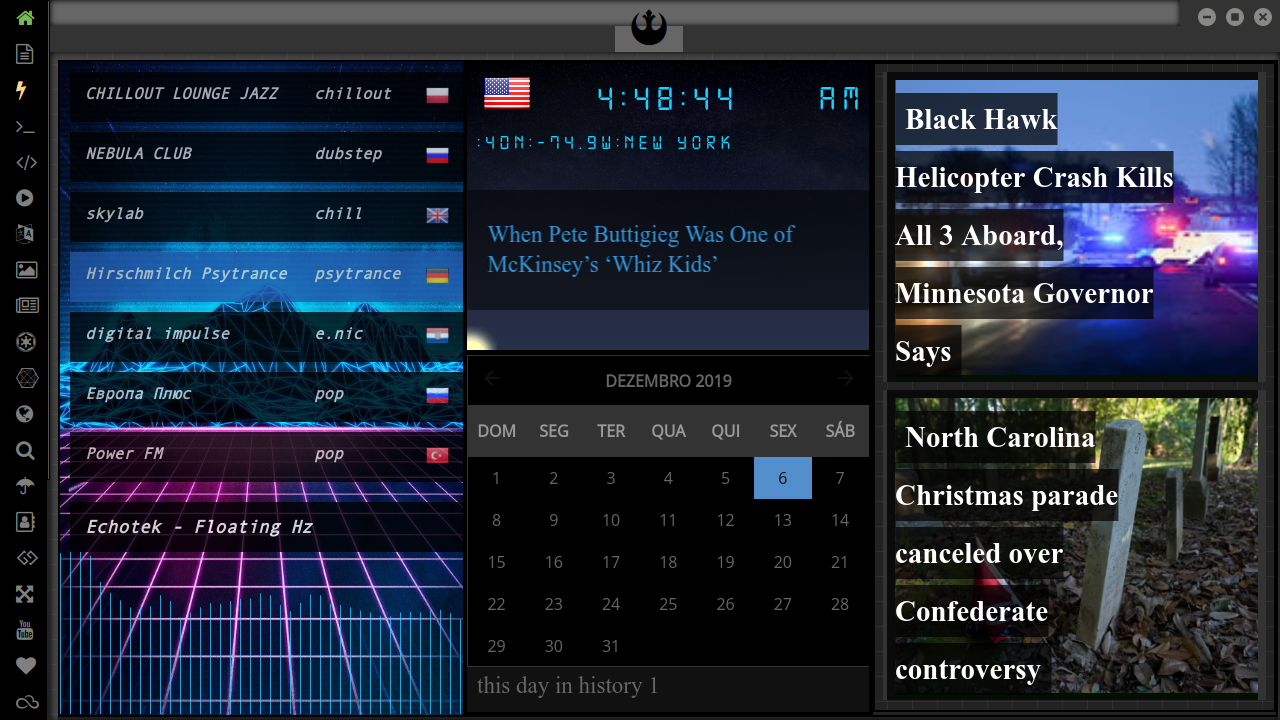 CHILLOUT LOUNGE JAZZ chillout
NEBULA CLUB dubstep
skylab chill
Hirschmilch Psytrance psytrance
digital impulse e.nic
Европа Плюс pop
Power FM pop
Echotek - Floating Hz
You
Tube
4:48:44 AM
:40N:-74.9W:NEW YORK
When Pete Buttigieg Was One of
McKinsey’s ‘Whiz Kids’
DEZEMBRO 2019
DOM SEG TER QUA QUI SEX SÁB
1 2 3 4 5 6 7
8 9 10 11 12 13 14
15 16 17 18 19 20 21
22 23 24 25 26 27 28
29 30 31
this day in history 1
Black Hawk
Helicopter Crash Kills
All 3 Aboard,
Minnesota Governor
Says
North Carolina
Christmas parade
canceled over
Confederate
controversy